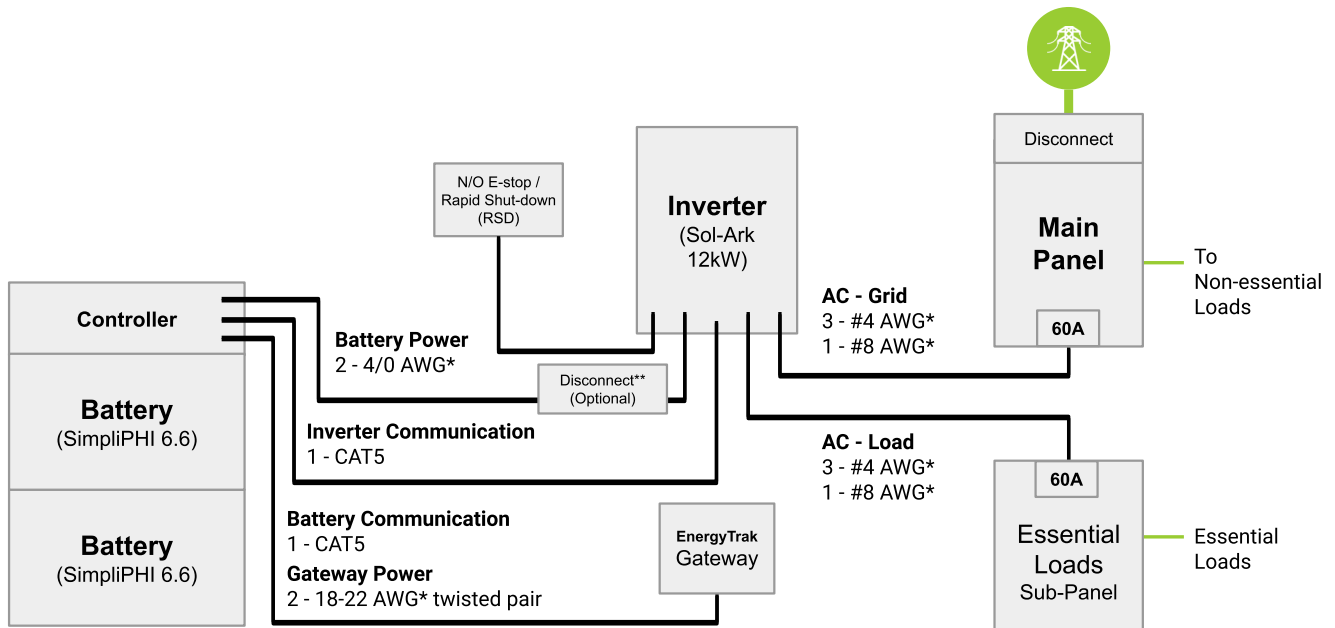 Disconnect
N/O E-stop /
Rapid Shut-down
(RSD)
Inverter
(Sol-Ark
12kW)
Main
Panel
To
Non-essential
Loads
Controller
AC - Grid
3 - #4 AWG*
1 - #8 AWG*
60A
Battery Power
2 - 4/0 AWG*
Disconnect**
(Optional)
Battery
(SimpliPHI 6.6)
Inverter Communication
1 - CAT5
AC - Load
3 - #4 AWG*
1 - #8 AWG*
60A
Battery
(SimpliPHI 6.6)
Battery Communication
1 - CAT5
Gateway Power
2 - 18-22 AWG* twisted pair
EnergyTrak
Gateway
Essential
Loads
Sub-Panel
Essential
Loads